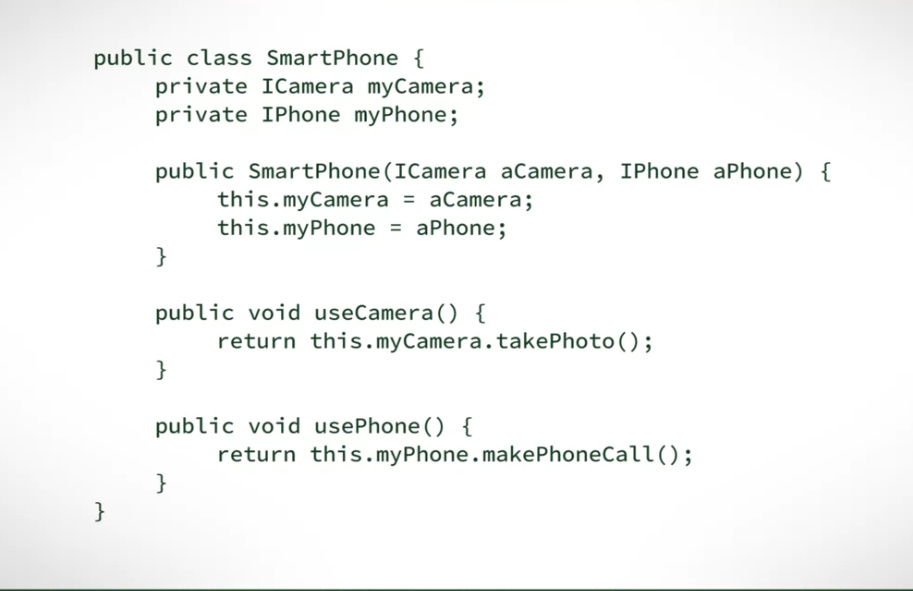 public class SmartPhone {
private ICamera myCamera;
private IPhone myPhone;
public SmartPhone(ICamera aCamera, IPhone aPhone) {
this.myCamera = aCamera;
this.myPhone = aPhone;
}
public void useCamera() {
return this.myCamera.takePhoto();
}
public void usePhone() {
return this.myPhone.makePhoneCall();
}
}